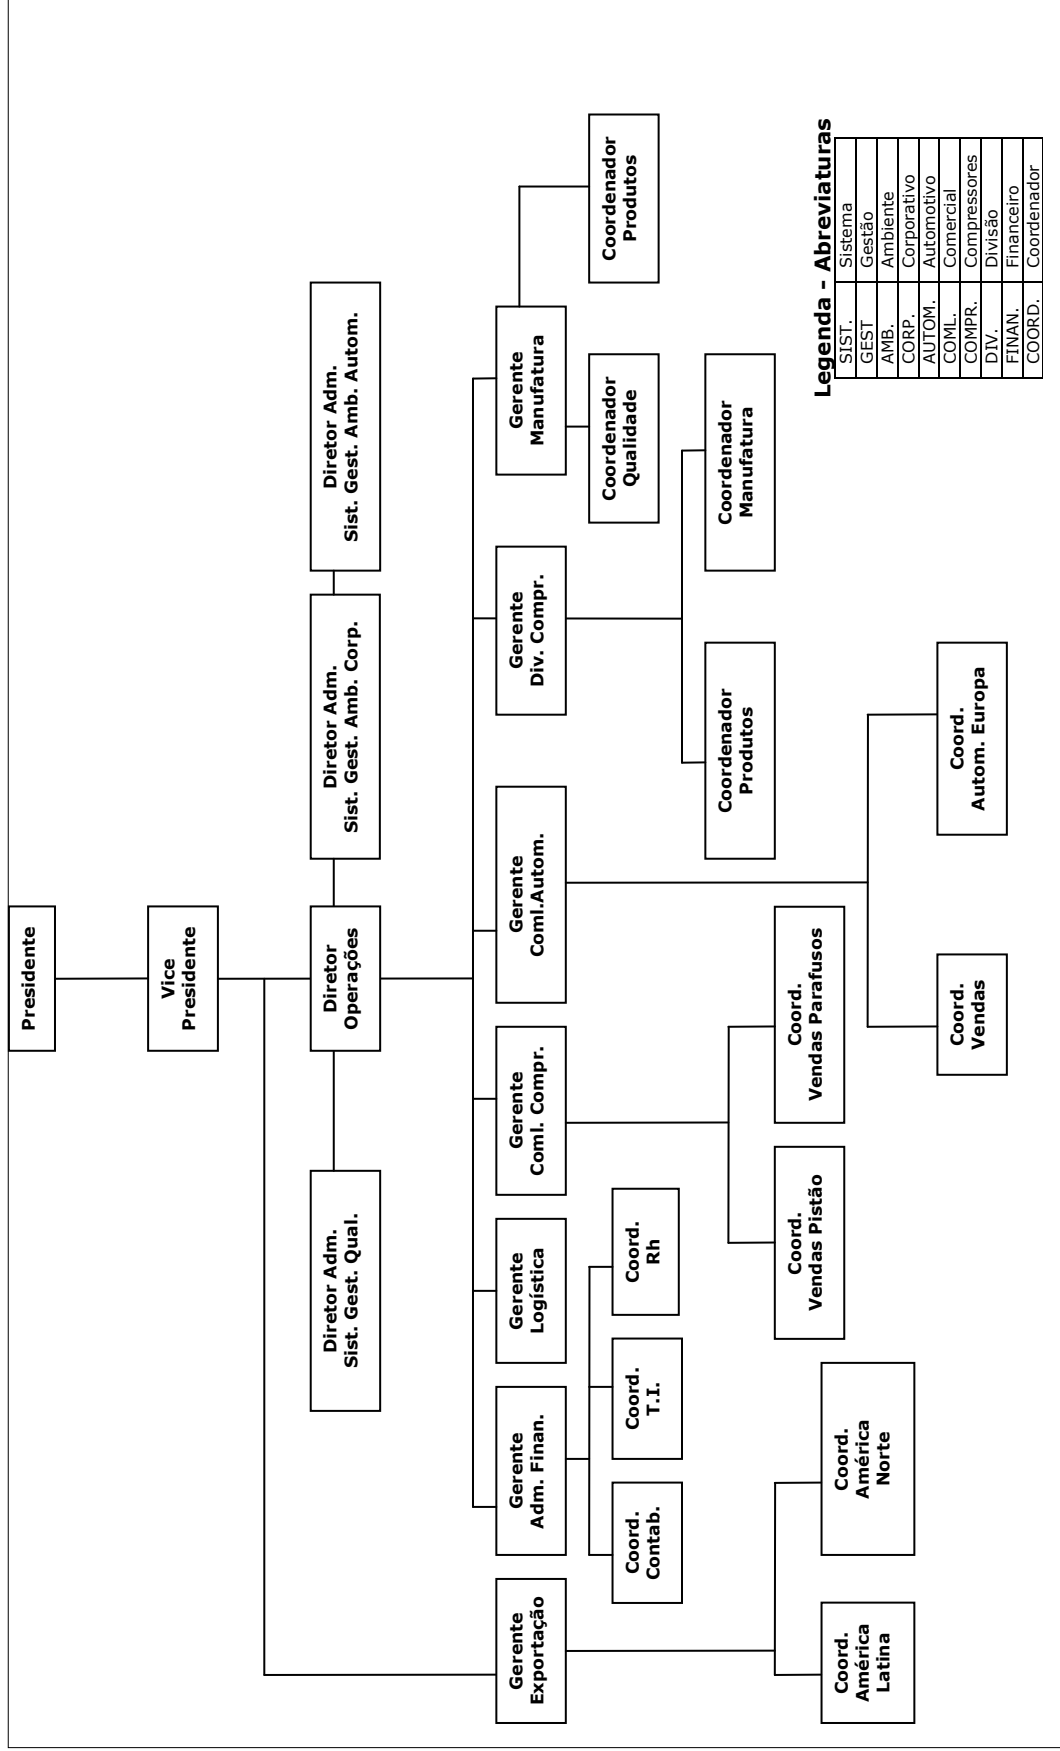 Presidente
Vice
Presidente
Diretor Adm.
Sist. Gest. Qual.
Diretor
Operações
Diretor Adm.
Sist. Gest. Amb. Corp.
Diretor Adm.
Sist. Gest. Amb. Autom.
Gerente
Exportação
Gerente
Adm. Finan.
Gerente
Logística
Gerente
Coml. Compr.
Gerente
Coml.Autom.
Gerente
Div. Compr.
Gerente
Manufatura
Coord.
Contab.
Coord.
T.I.
Coord.
Rh
Coordenador
Qualidade
Coordenador
Produtos
Coordenador
Produtos
Coordenador
Manufatura
Coord.
Vendas Pistão
Coord.
Vendas Parafusos
Coord.
América
Latina
Coord.
América
Norte
Coord.
Vendas
Coord.
Autom. Europa
Legenda – Abreviaturas
SIST. Sistema
GEST Gestão
AMB. Ambiente
CORP. Corporativo
AUTOM. Automotivo
COML. Comercial
COMPR. Compressores
DIV. Divisão
FINAN. Financeiro
COORD. Coordenador